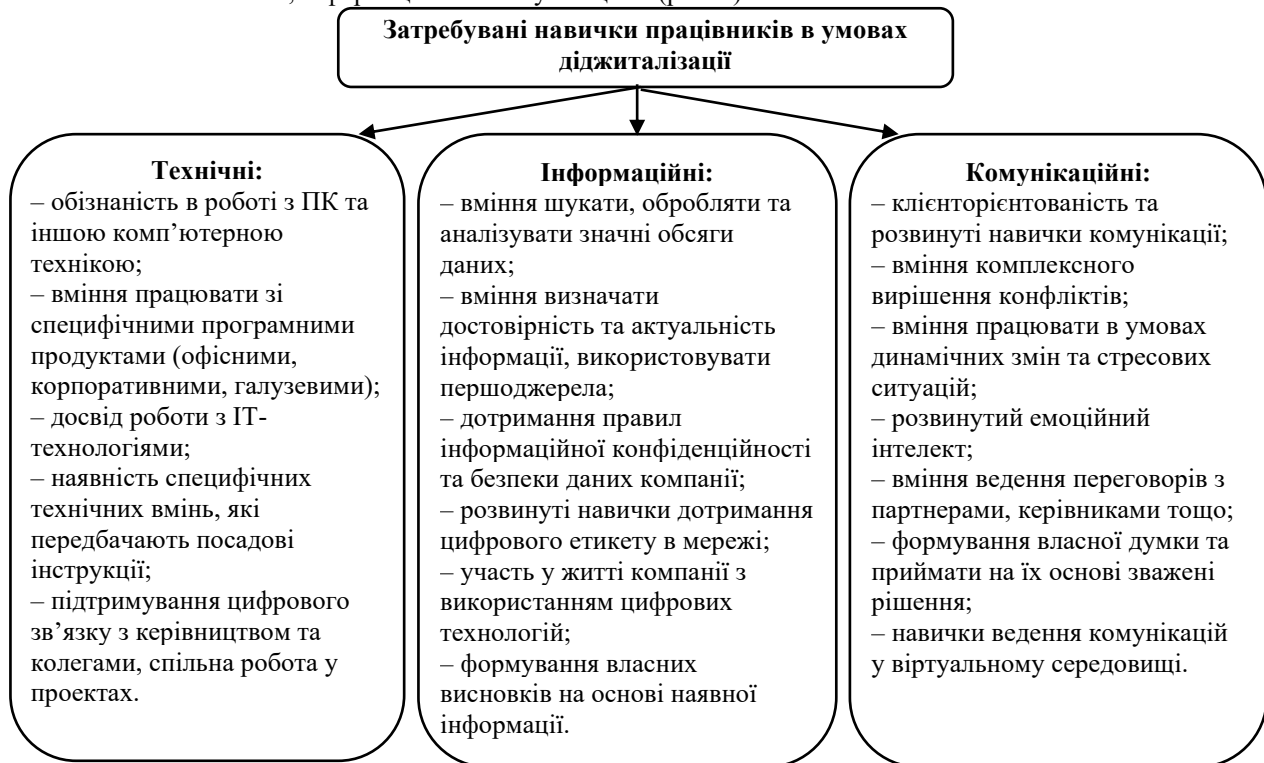 Затребувані навички працівників в умовах
діджиталізації
Технічні:
– обізнаність в роботі з ПК та
іншою комп’ютерною
технікою;
– вміння працювати зі
специфічними програмними
продуктами (офісними,
корпоративними, галузевими);
– досвід роботи з ІТ-
технологіями;
– наявність специфічних
технічних вмінь, які
передбачають посадові
інструкції;
– підтримування цифрового
зв’язку з керівництвом та
колегами, спільна робота у
проектах.
Інформаційні:
– вміння шукати, обробляти та
аналізувати значні обсяги
даних;
– вміння визначати
достовірність та актуальність
інформації, використовувати
першоджерела;
– дотримання правил
інформаційної конфіденційності
та безпеки даних компанії;
– розвинуті навички дотримання
цифрового етикету в мережі;
– участь у житті компанії з
використанням цифрових
технологій;
– формування власних
висновків на основі наявної
інформації.
Комунікаційні:
– клієнторієнтованість та
розвинуті навички комунікації;
– вміння комплексного
вирішення конфліктів;
– вміння працювати в умовах
динамічних змін та стресових
ситуацій;
– розвинутий емоційний
інтелект;
– вміння ведення переговорів з
партнерами, керівниками тощо;
– формування власної думки та
приймати на їх основі зважені
рішення;
– навички ведення комунікацій
у віртуальному середовищі.